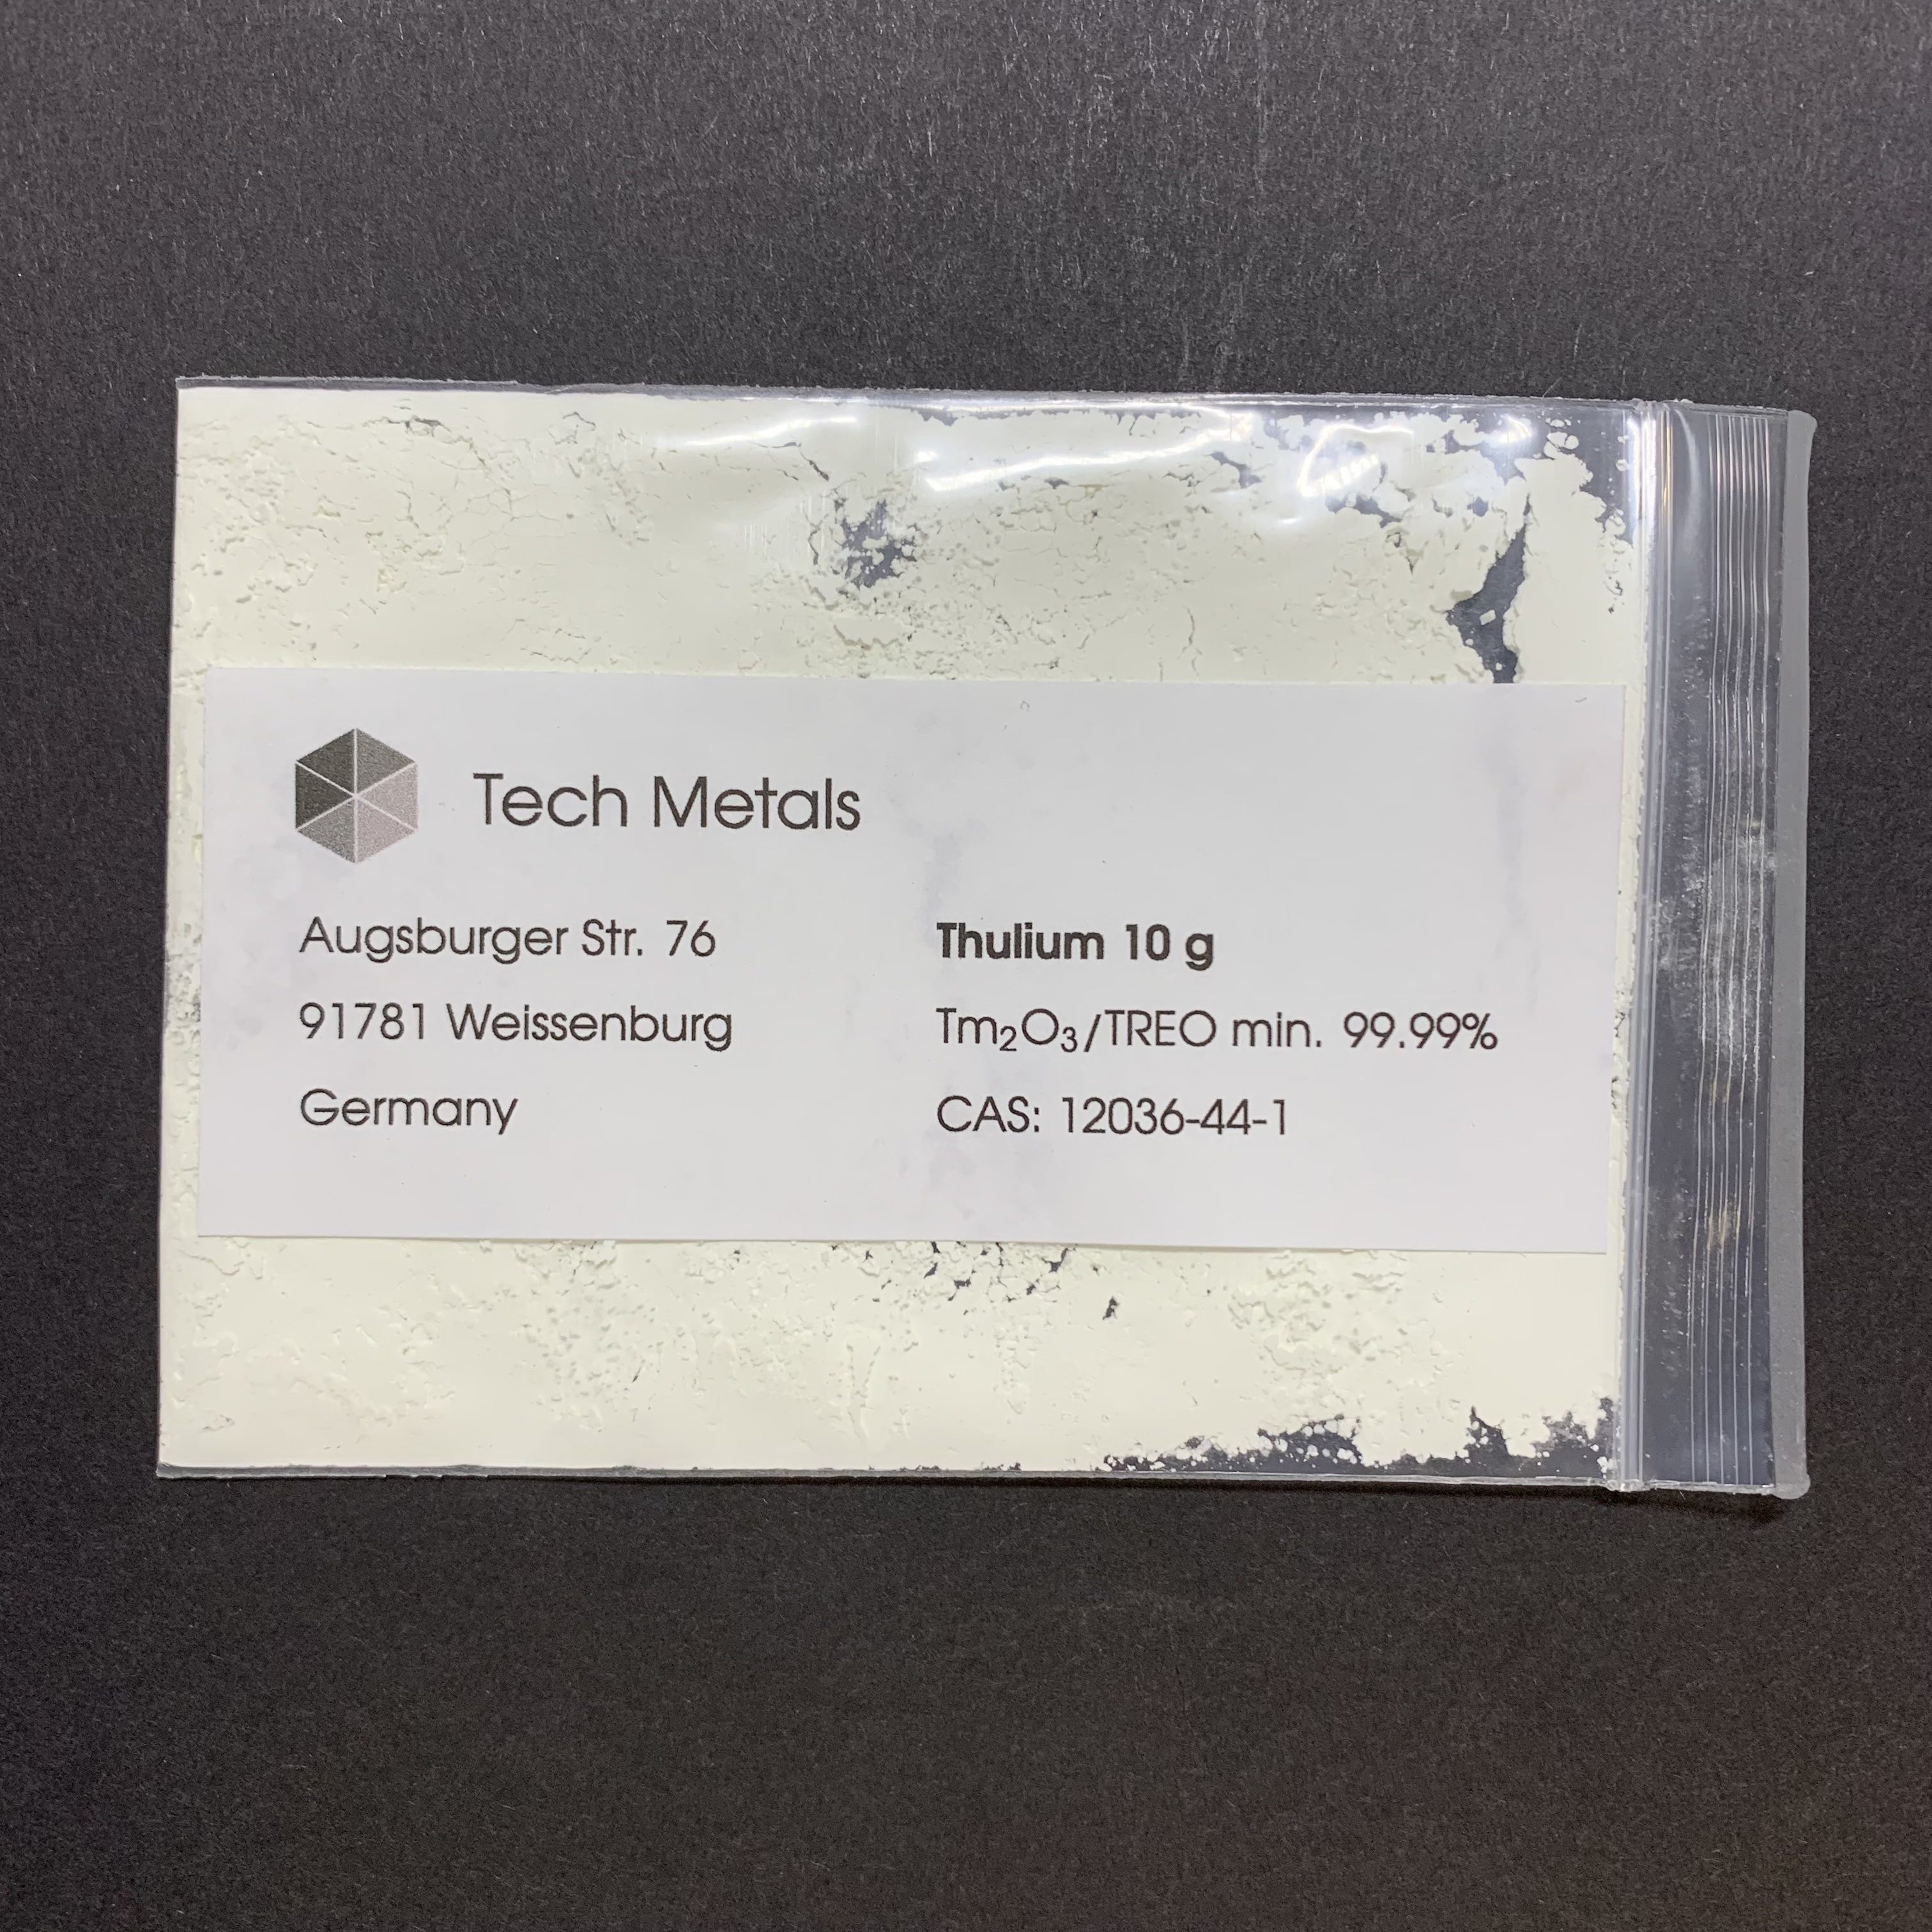 Tech Metals
Augsburger Str. 76
91781 Weissenburg
Germany
Thulium 10 g
Tm₂O₃/TREO min. 99.99%
CAS: 12036-44-1